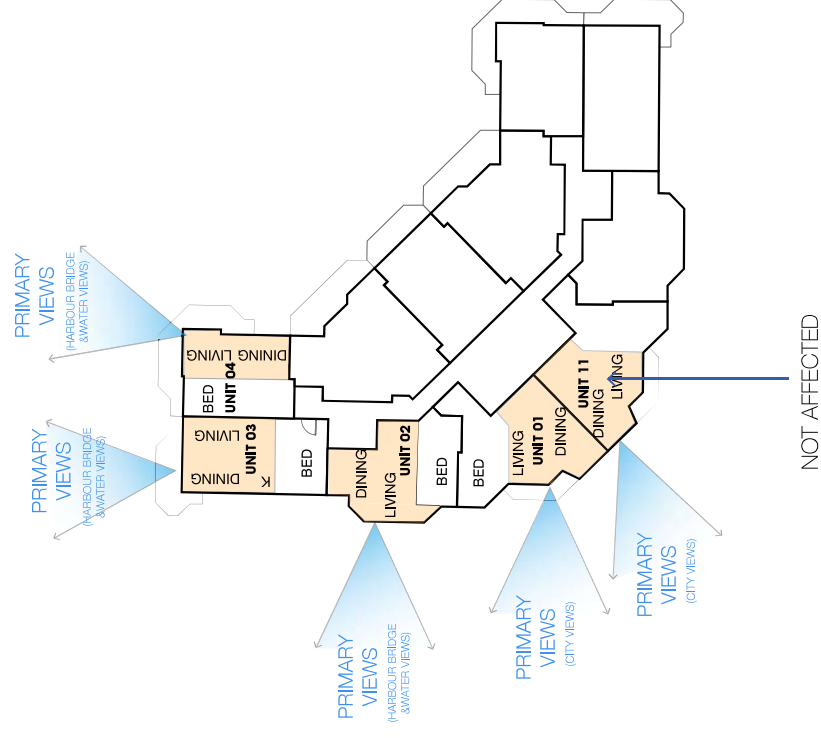 PRIMARY
VIEWS
(HARBOUR BRIDGE
&WATER VIEWS)
LIVING
DINING
BED
UNIT 04
PRIMARY
VIEWS
(HARBOUR BRIDGE
&WATER VIEWS)
LIVING
DINING
UNIT 03
K
BED
DINING
LIVING
UNIT 02
BED
BED
PRIMARY
VIEWS
(HARBOUR BRIDGE
&WATER VIEWS)
LIVING
UNIT 01
DINING
PRIMARY
VIEWS
(CITY VIEWS)
UNIT 11
DINING
LIVING
PRIMARY
VIEWS
(CITY VIEWS)
NOT AFFECTED